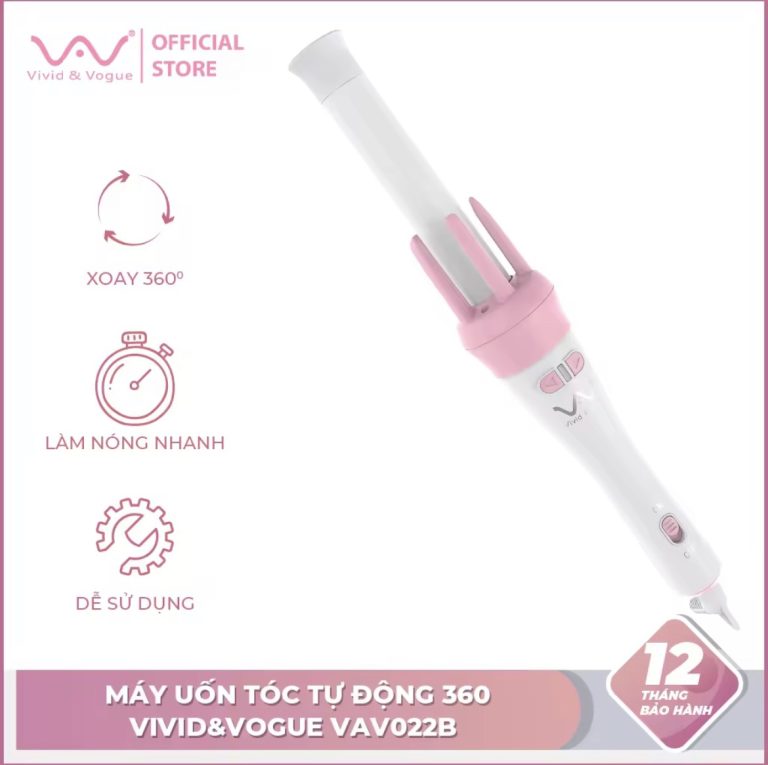 Vivid & Vogue
OFFICIAL
STORE
XOAY 360⁰
LÀM NÓNG NHANH
DỄ SỬ DỤNG
Vivid
MÁY UỐN TÓC TỰ ĐỘNG 360
VIVID&VOGUE VAV022B
12
THÁNG
BẢO HÀNH